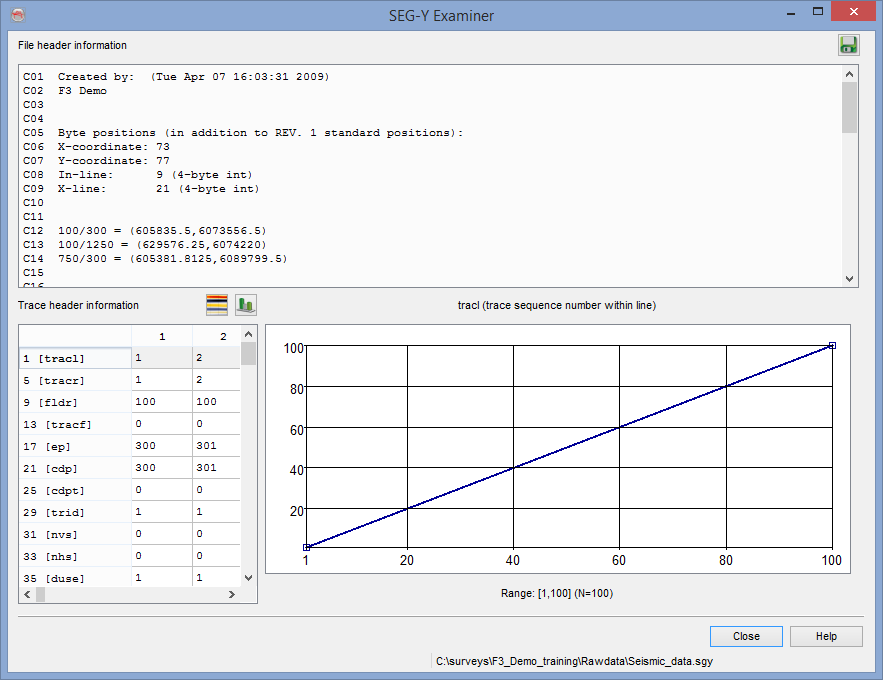 SEG-Y Examiner
File header information
C01 Created by: (Tue Apr 07 16:03:31 2009)
C02 F3 Demo
C03
C04
C05 Byte positions (in addition to REV. 1 standard positions):
C06 X-coordinate: 73
C07 Y-coordinate: 77
C08 In-line: 9 (4-byte int)
C09 X-line: 21 (4-byte int)
C10
C11
C12 100/300 = (605835.5,6073556.5)
C13 100/1250 = (629576.25,6074220)
C14 750/300 = (605381.8125,6089799.5)
C15
C16
Trace header information
tracl (trace sequence number within line)
1 2
1 [tracl] 1 2
5 [tracr] 1 2
9 [fldr] 100 100
13 [tracf] 0 0
17 [ep] 300 301
21 [cdp] 300 301
25 [cdpt] 0 0
29 [trid] 1 1
31 [nvs] 0 0
33 [nhs] 0 0
35 [duse] 1 1
100
80
60
40
20
1 20 40 60 80 100
Range: [1,100] (N=100)
Close
Help
C:\surveys\F3_Demo_training\Rawdata\Seismic_data.sgy